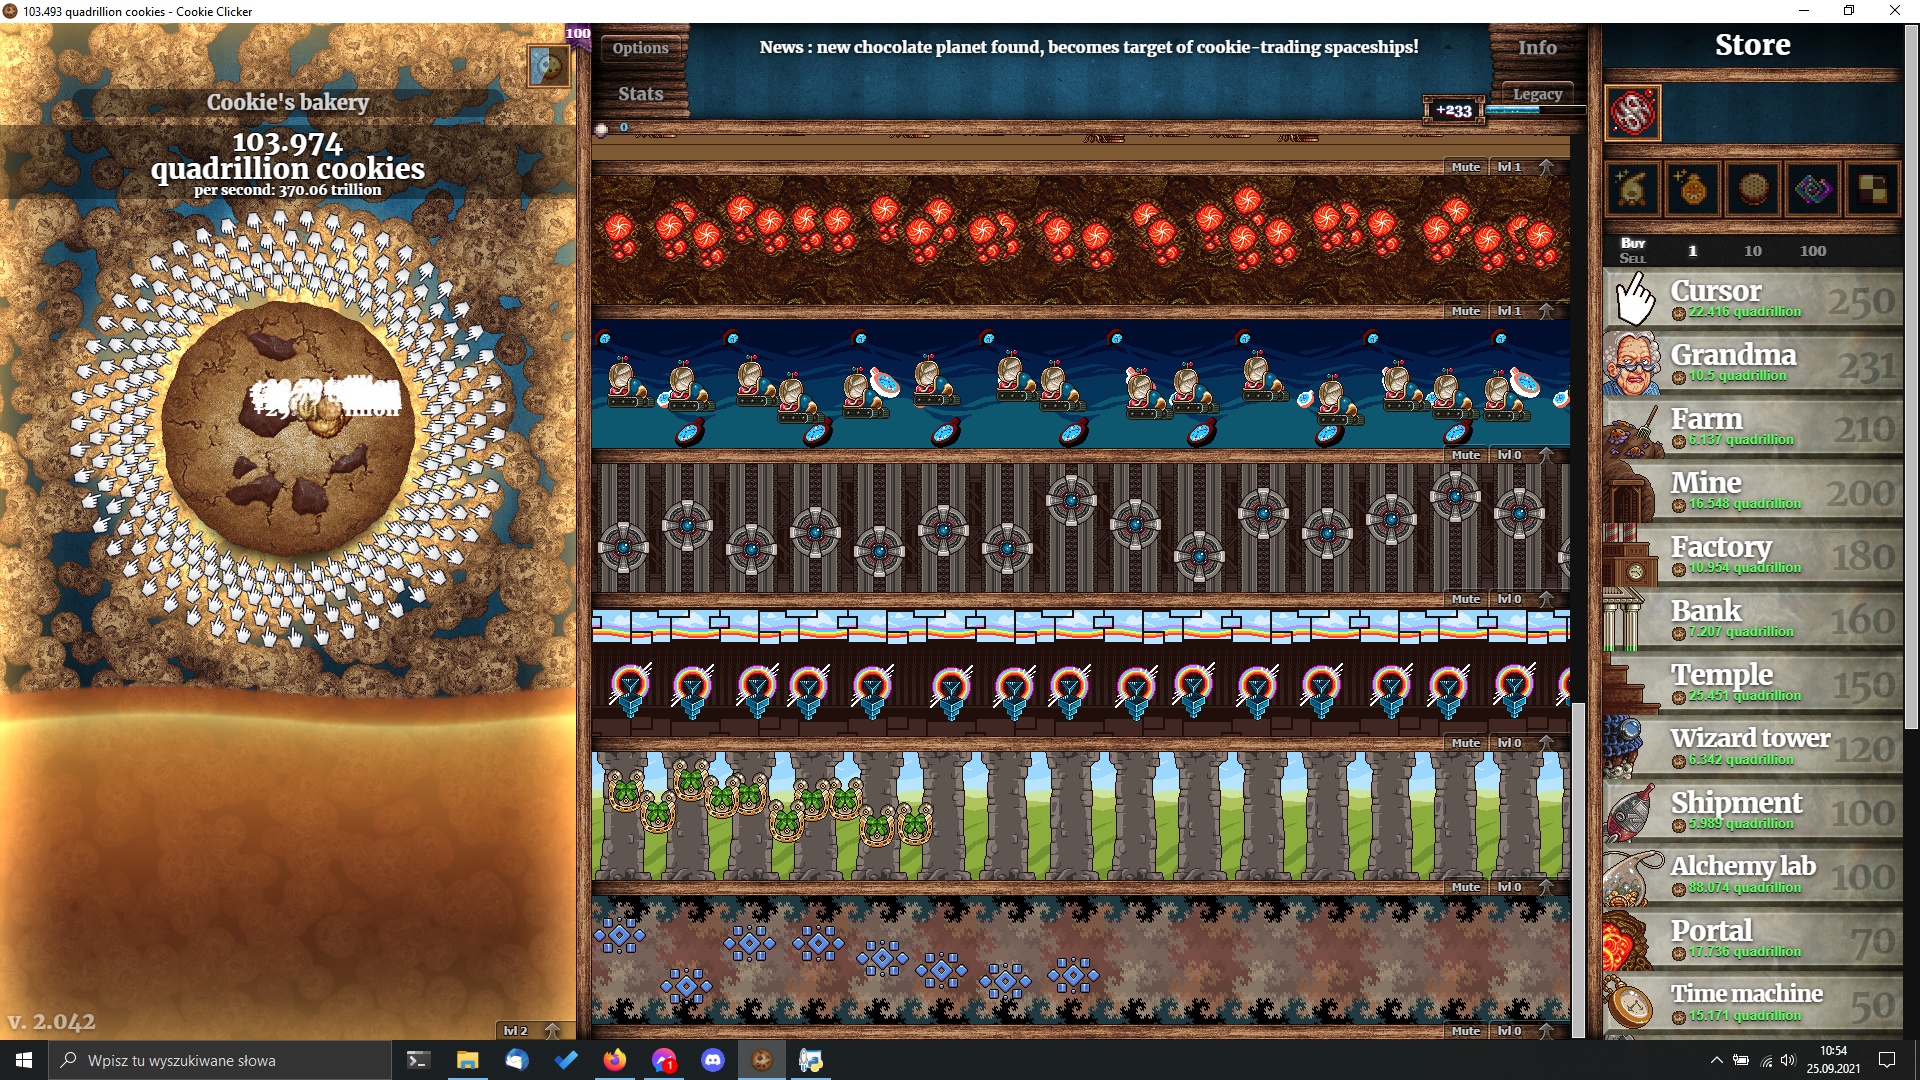 103.493 quadrillion cookies - Cookie Clicker
100
Cookie's bakery
103.974
quadrillion cookies
per second: 370.06 trillion
v. 2.042
lvl 2
Options
Stats
News : new chocolate planet found, becomes target of cookie-trading spaceships!
Info
Legacy
+233
0
Mute lvl 1
Mute lvl 1
Mute lvl 0
Mute lvl 0
Mute lvl 0
Mute lvl 0
Mute lvl 0
Store
Buy
Sell
1 10 100
Cursor
22.416 quadrillion
250
Grandma
10.5 quadrillion
231
Farm
6.137 quadrillion
210
Mine
16.548 quadrillion
200
Factory
10.954 quadrillion
180
Bank
7.207 quadrillion
160
Temple
25.451 quadrillion
150
Wizard tower
6.342 quadrillion
120
Shipment
5.989 quadrillion
100
Alchemy lab
88.074 quadrillion
100
Portal
17.736 quadrillion
70
Time machine
15.171 quadrillion
50
Wpisz tu wyszukiwane słowa
1
10:54
25.09.2021